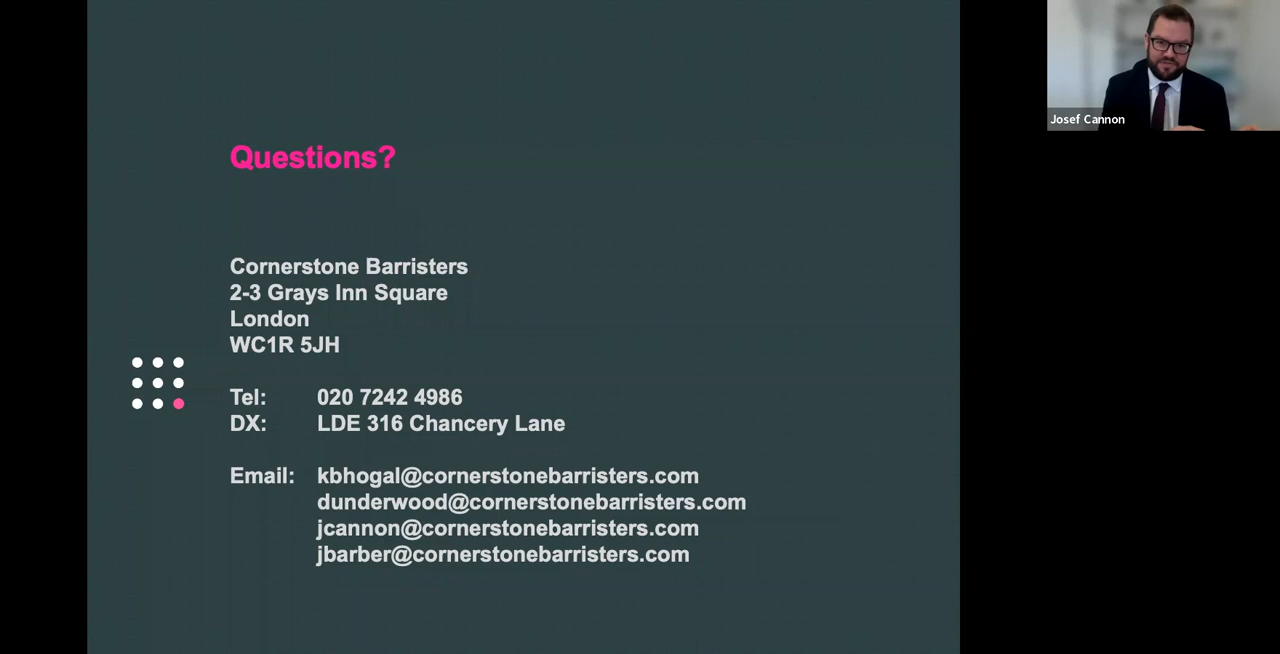 Questions?
Cornerstone Barristers
2-3 Grays Inn Square
London
WC1R 5JH
Tel: 020 7242 4986
DX: LDE 316 Chancery Lane
Email: kbhogal@cornerstonebarristers.com
dunderwood@cornerstonebarristers.com
jcannon@cornerstonebarristers.com
jbarber@cornerstonebarristers.com
Josef Cannon